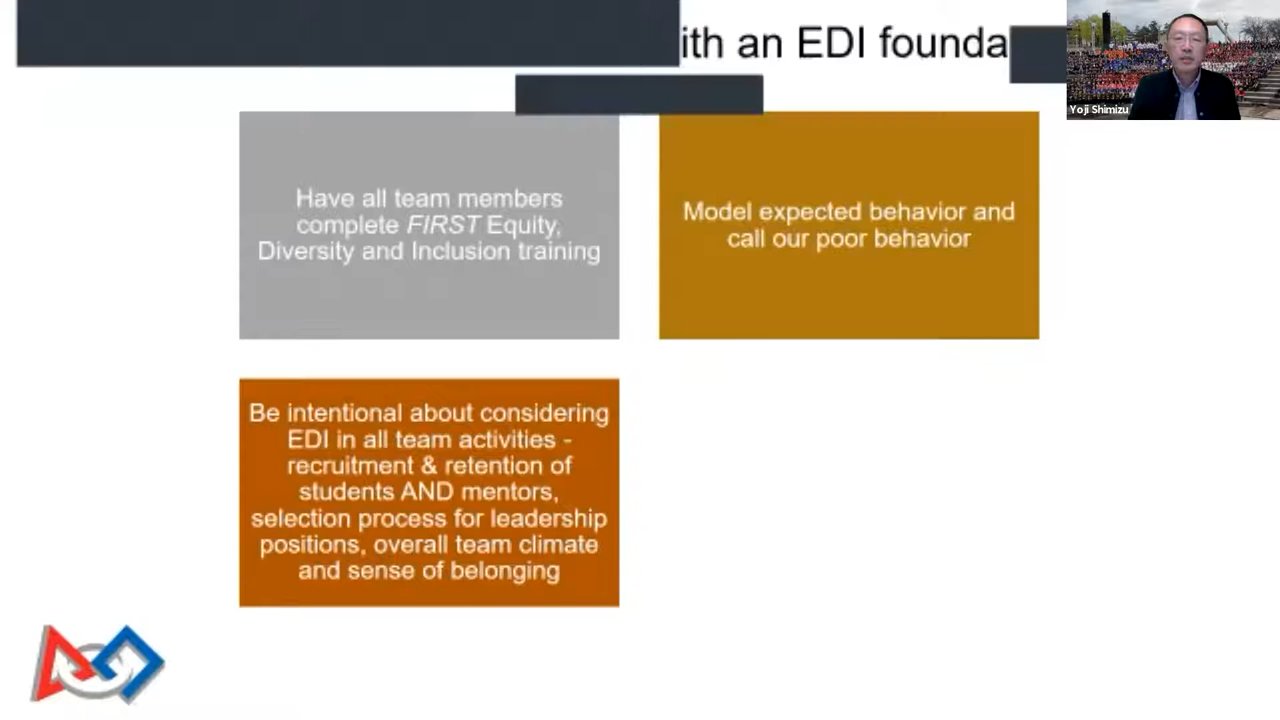 ith an EDI founda
Yoji Shimizu
Have all team members
complete FIRST Equity,
Diversity and Inclusion training
Model expected behavior and
call our poor behavior
Be intentional about considering
EDI in all team activities -
recruitment & retention of
students AND mentors,
selection process for leadership
positions, overall team climate
and sense of belonging